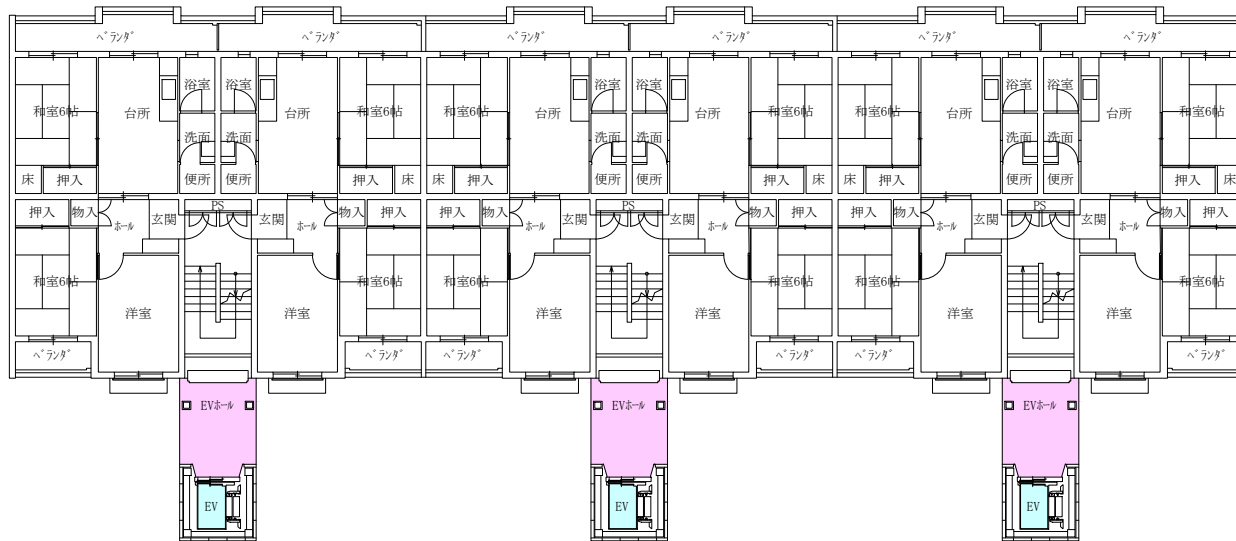 ベランダ ベランダ ベランダ ベランダ ベランダ ベランダ
浴室 浴室 浴室 浴室 浴室 浴室
和室6帖 台所 台所 和室6帖 和室6帖 台所 台所 和室6帖 和室6帖 台所 台所 和室6帖
洗面 洗面 洗面 洗面 洗面 洗面
床 押入 便所 便所 押入 床 床 押入 便所 便所 押入 床 床 押入 便所 便所 押入 床
PS PS PS
押入 物入 玄関 玄関 物入 押入 押入 物入 玄関 玄関 物入 押入 押入 物入 玄関 玄関 物入 押入
ホール ホール ホール ホール ホール ホール
和室6帖 和室6帖 和室6帖 和室6帖 和室6帖 和室6帖
洋室 洋室 洋室 洋室 洋室 洋室
ベランダ ベランダ ベランダ ベランダ ベランダ ベランダ
EVホール EVホール EVホール
EV EV EV